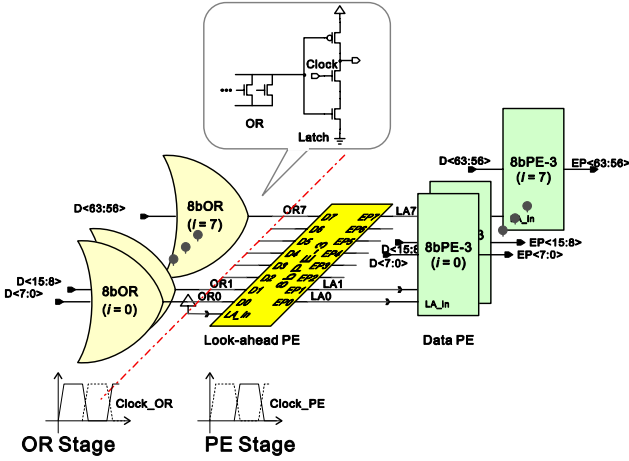 Clock
OR
Latch
D<63:56>
8bOR
(i = 7)
OR7
D7
EP7
LA7
D6
EP6
D5
EP5
D4
D3
D2
EP2
D1
EP1
D0
EP0
LA_In
D<15:8>
D<7:0>
8bOR
(i = 0)
OR1
OR0
LA1
LA0
Look-ahead PE
D<63:56>
8bPE-3
(i = 7)
EP<63:56>
D<7:0>
8bPE-3
(i = 0)
LA_In
EP<15:8>
EP<7:0>
Data PE
Clock_OR
OR Stage
Clock_PE
PE Stage